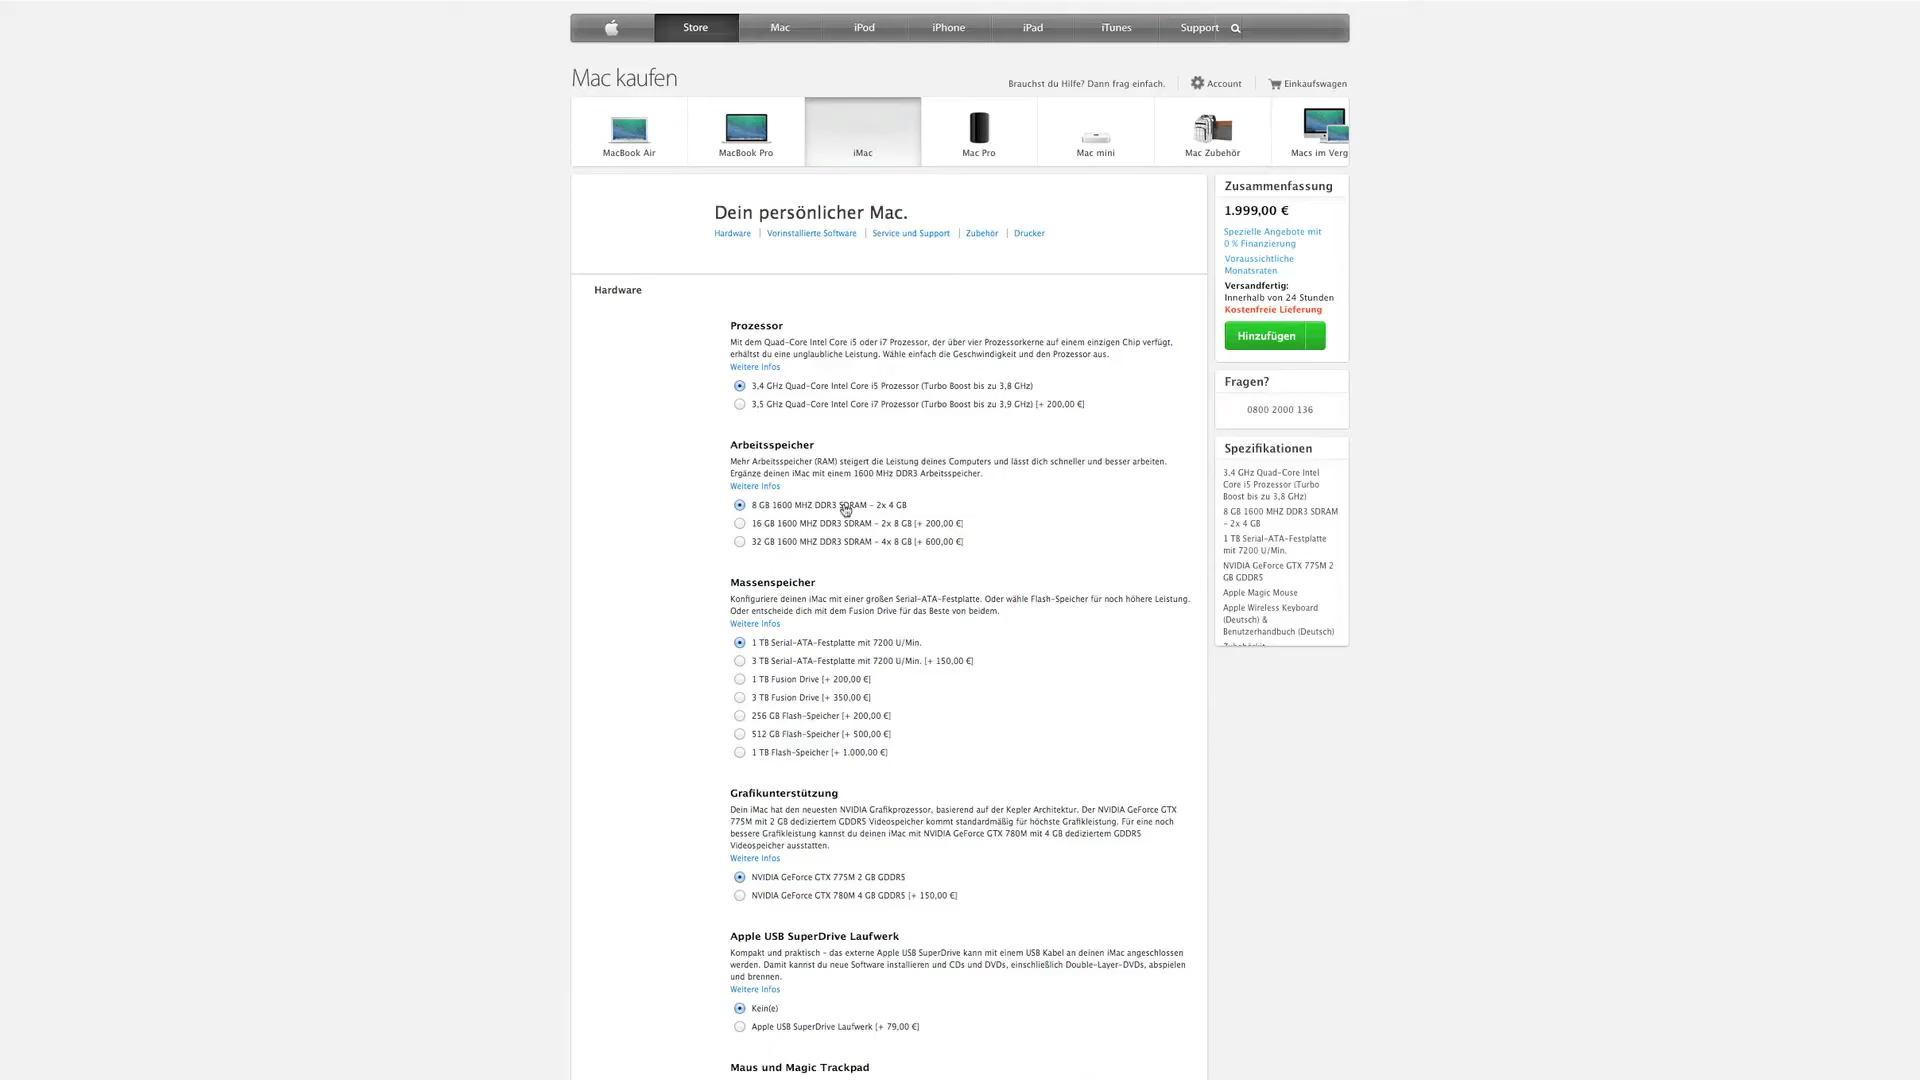 Store
Mac
iPod
iPhone
iPad
iTunes
Support
Mac kaufen
Brauchst du Hilfe? Dann frag einfach.
Account
Einkaufswagen
MacBook Air
MacBook Pro
iMac
Mac Pro
Mac mini
Mac Zubehör
Macs im Verg
Dein persönlicher Mac.
Hardware
Vorinstallierte Software
Service und Support
Zubehör
Drucker
Hardware
Prozessor
Mit dem Quad-Core Intel Core i5 oder i7 Prozessor, der über vier Prozessorkerne auf einem einzigen Chip verfügt,
erhältst du eine unglaubliche Leistung. Wähle einfach die Geschwindigkeit und den Prozessor aus.
Weitere Infos
3,4 GHz Quad-Core Intel Core i5 Prozessor (Turbo Boost bis zu 3,8 GHz)
3,5 GHz Quad-Core Intel Core i7 Prozessor (Turbo Boost bis zu 3,9 GHz) [+ 200,00 €]
Arbeitsspeicher
Mehr Arbeitsspeicher (RAM) steigert die Leistung deines Computers und lässt dich schneller und besser arbeiten.
Ergänze deinen iMac mit einem 1600 MHz DDR3 Arbeitsspeicher.
Weitere Infos
8 GB 1600 MHZ DDR3 SDRAM – 2x 4 GB
16 GB 1600 MHZ DDR3 SDRAM – 2x 8 GB [+ 200,00 €]
32 GB 1600 MHZ DDR3 SDRAM – 4x 8 GB [+ 600,00 €]
Massenspeicher
Konfiguriere deinen iMac mit einer großen Serial-ATA-Festplatte. Oder wähle Flash-Speicher für noch höhere Leistung.
Oder entscheide dich mit dem Fusion Drive für das Beste von beidem.
Weitere Infos
1 TB Serial-ATA-Festplatte mit 7200 U/Min.
3 TB Serial-ATA-Festplatte mit 7200 U/Min. [+ 150,00 €]
1 TB Fusion Drive [+ 200,00 €]
3 TB Fusion Drive [+ 350,00 €]
256 GB Flash-Speicher [+ 200,00 €]
512 GB Flash-Speicher [+ 500,00 €]
1 TB Flash-Speicher [+ 1.000,00 €]
Grafikunterstützung
Dein iMac hat den neuesten NVIDIA Grafikprozessor, basierend auf der Kepler Architektur. Der NVIDIA GeForce GTX
775M mit 2 GB dediziertem GDDR5 Videospeicher kommt standardmäßig für höchste Grafikleistung. Für eine noch
bessere Grafikleistung kannst du deinen iMac mit NVIDIA GeForce GTX 780M mit 4 GB dediziertem GDDR5
Videospeicher ausstatten.
Weitere Infos
NVIDIA GeForce GTX 775M 2 GB GDDR5
NVIDIA GeForce GTX 780M 4 GB GDDR5 [+ 150,00 €]
Apple USB SuperDrive Laufwerk
Kompakt und praktisch – das externe Apple USB SuperDrive kann mit einem USB Kabel an deinen iMac angeschlossen
werden. Damit kannst du neue Software installieren und CDs und DVDs, einschließlich Double-Layer-DVDs, abspielen
und brennen.
Weitere Infos
Kein(e)
Apple USB SuperDrive Laufwerk [+ 79,00 €]
Maus und Magic Trackpad
Zusammenfassung
1.999,00 €
Spezielle Angebote mit
0 % Finanzierung
Voraussichtliche
Monatsraten
Versandfertig:
Innerhalb von 24 Stunden
Kostenfreie Lieferung
Hinzufügen
Fragen?
0800 2000 136
Spezifikationen
3,4 GHz Quad-Core Intel
Core i5 Prozessor (Turbo
Boost bis zu 3,8 GHz)
8 GB 1600 MHZ DDR3 SDRAM
– 2x 4 GB
1 TB Serial-ATA-Festplatte
mit 7200 U/Min.
NVIDIA GeForce GTX 775M 2
GB GDDR5
Apple Magic Mouse
Apple Wireless Keyboard
(Deutsch) &
Benutzerhandbuch (Deutsch)